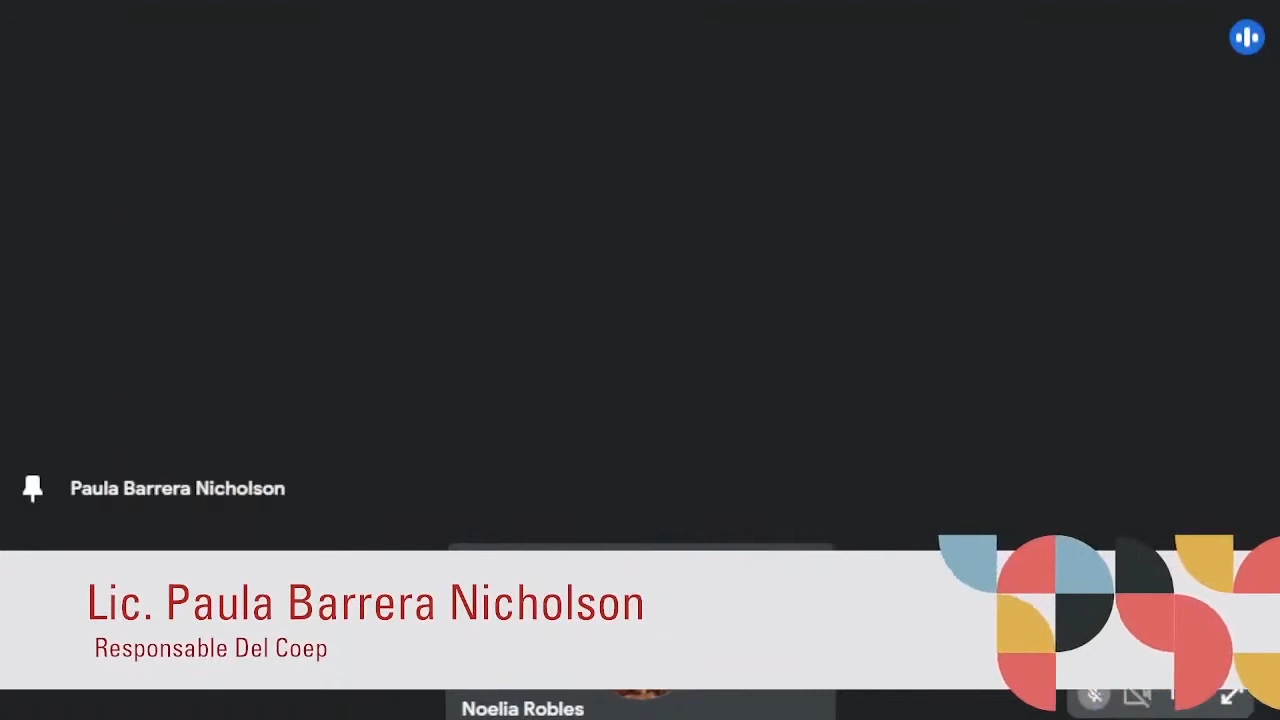 Paula Barrera Nicholson
Lic. Paula Barrera Nicholson
Responsable Del Coep
Noelia Robles